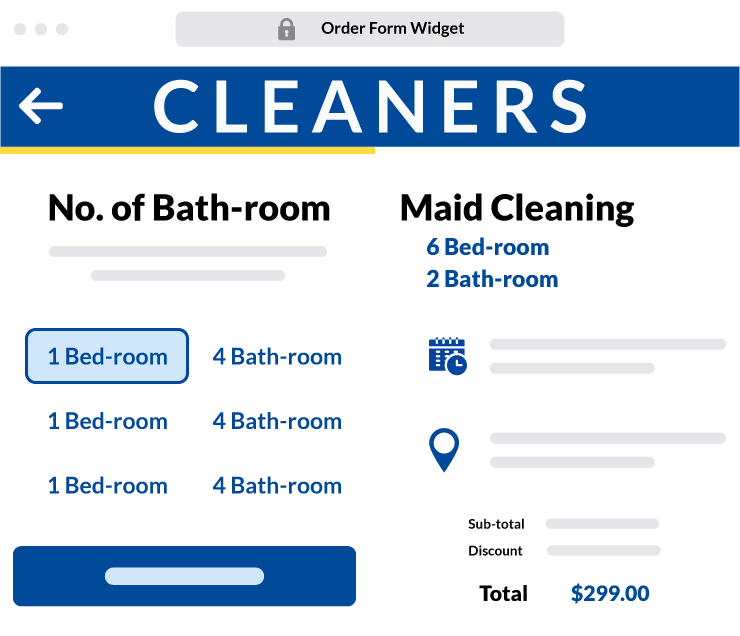 Order Form Widget
CLEANERS
No. of Bath-room
1 Bed-room 4 Bath-room
1 Bed-room 4 Bath-room
1 Bed-room 4 Bath-room
Maid Cleaning
6 Bed-room
2 Bath-room
Sub-total
Discount
Total $299.00